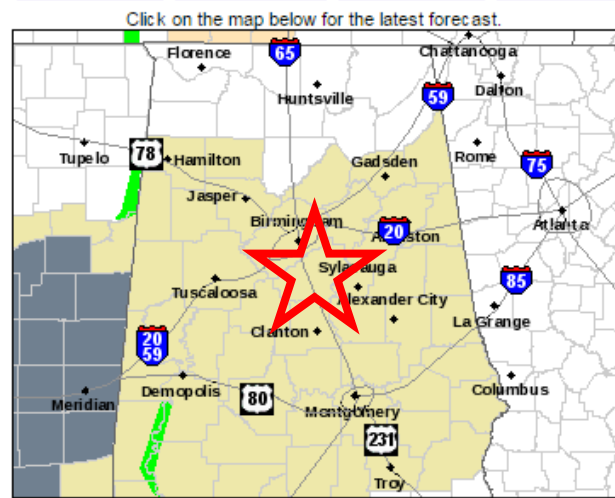 Click on the map below for the latest forecast.
Florence
65
Chattanooga
Huntsville
59
Dalton
Tupelo
78
Hamilton
Gadsden
Rome
75
Jasper
Birmingham
20
Anniston
Atlanta
Tuscaloosa
Sylacauga
85
Alexander City
La Grange
Clanton
20
59
Meridian
Demopolis
80
Montgomery
Columbus
231
Troy